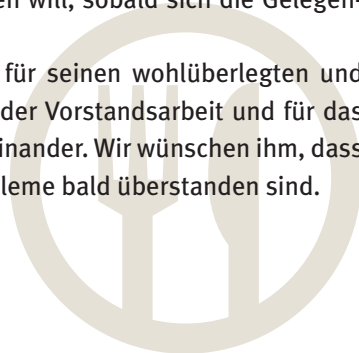 will, sobald sich die Gelegen-
für seinen wohlüberlegten und
der Vorstandsarbeit und für das
inander. Wir wünschen ihm, dass
leme bald überstanden sind.